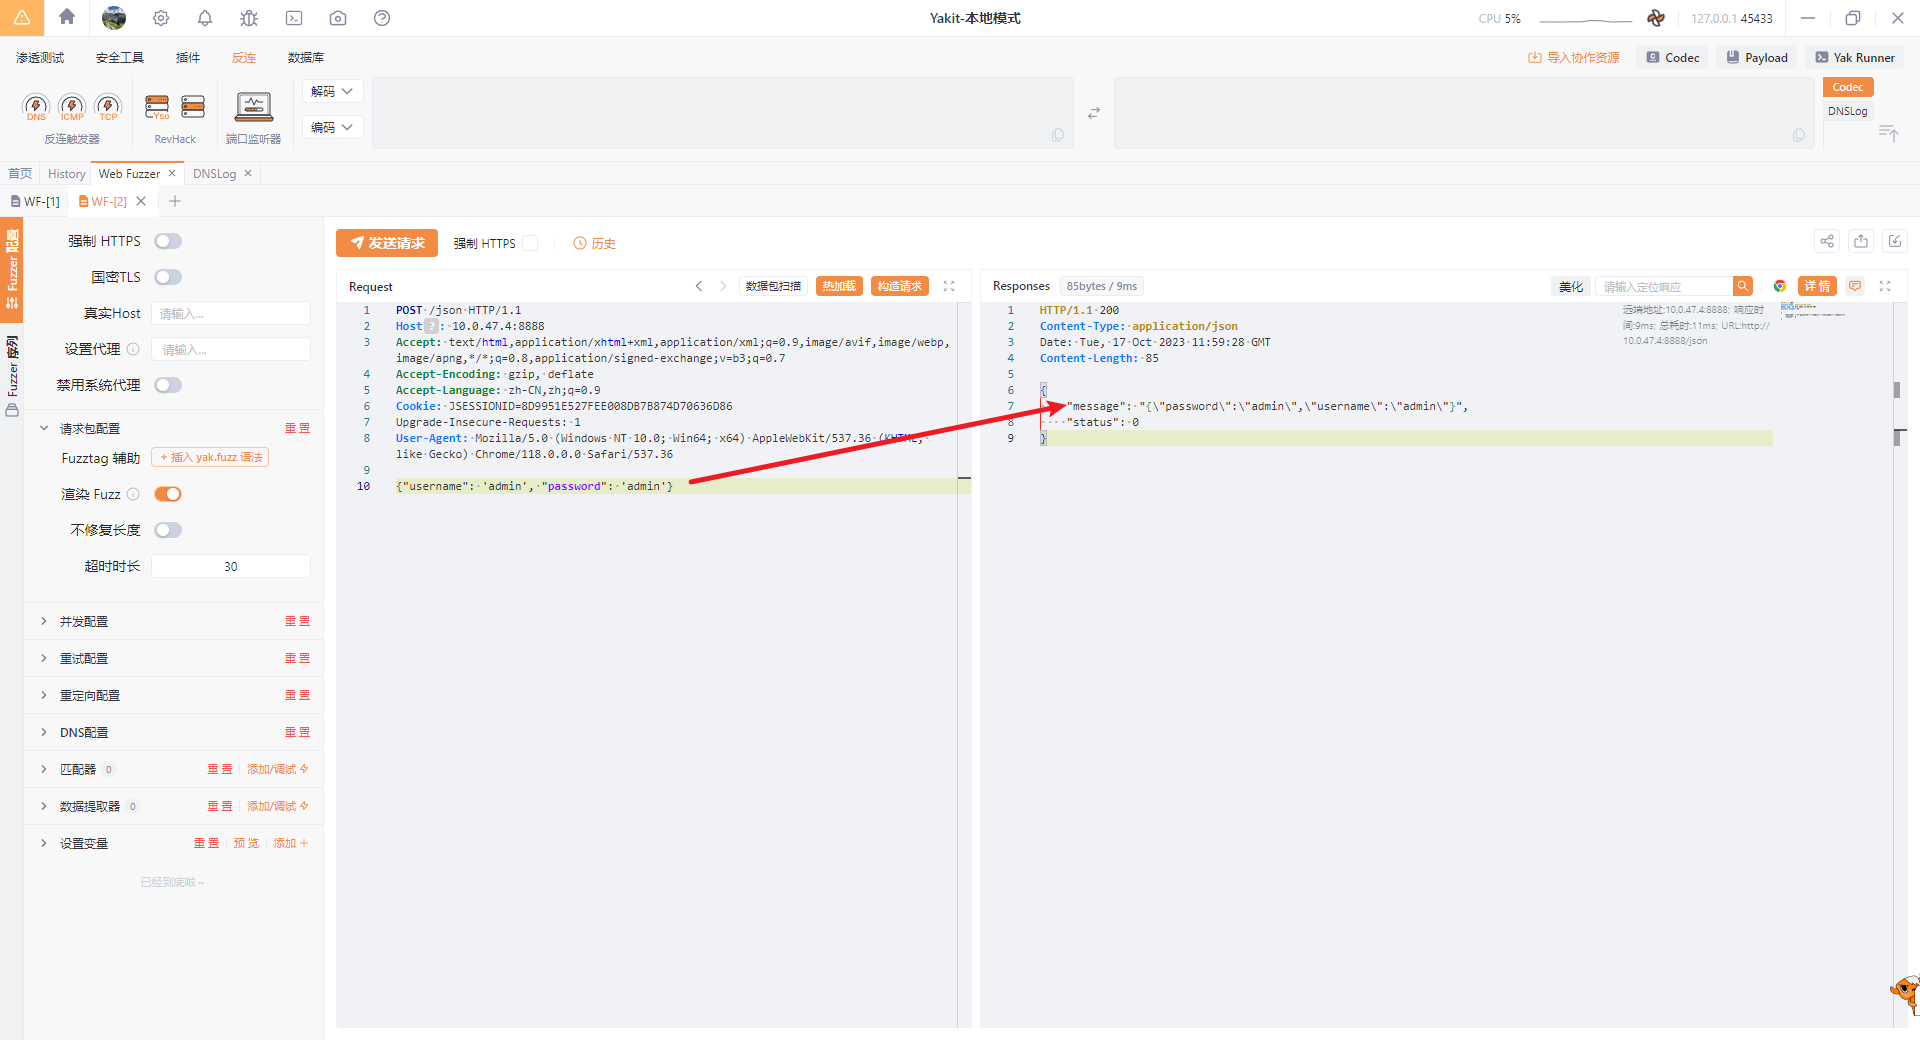 Yakit-本地模式
CPU 5%
127.0.0.1 45433
渗透测试 安全工具 插件 反连 数据库
导入协作资源 Codec Payload Yak Runner
DNS ICMP TCP
反连触发器
Yso
RevHack
端口监听器
解码
编码
Codec
DNSLog
首页 History Web Fuzzer DNSLog
WF-[1] WF-[2]
Fuzzer 配置
Fuzzer 序列
强制 HTTPS
国密TLS
真实Host 请输入...
设置代理 请输入...
禁用系统代理
请求包配置 重置
Fuzztag 辅助 + 插入 yak.fuzz 语法
渲染 Fuzz
不修复长度
超时时长 30
并发配置 重置
重试配置 重置
重定向配置 重置
DNS配置 重置
匹配器 0 重置 添加/调试
数据提取器 0 重置 添加/调试
设置变量 重置 预览 添加
已经到底啦~
发送请求 强制 HTTPS 历史
Request 数据包扫描 热加载 构造请求
1 POST /json HTTP/1.1
2 Host ? : 10.0.47.4:8888
3 Accept: text/html,application/xhtml+xml,application/xml;q=0.9,image/avif,image/webp,
image/apng,*/*;q=0.8,application/signed-exchange;v=b3;q=0.7
4 Accept-Encoding: gzip, deflate
5 Accept-Language: zh-CN,zh;q=0.9
6 Cookie: JSESSIONID=8D9951E527FEE008DB7B874D70636D86
7 Upgrade-Insecure-Requests: 1
8 User-Agent: Mozilla/5.0 (Windows NT 10.0; Win64; x64) AppleWebKit/537.36 (KHTML,
like Gecko) Chrome/118.0.0.0 Safari/537.36
9
10 {"username": 'admin', "password": 'admin'}
Responses 85bytes / 9ms 美化 请输入定位响应 详情
1 HTTP/1.1 200
2 Content-Type: application/json
3 Date: Tue, 17 Oct 2023 11:59:28 GMT
4 Content-Length: 85
5
6 {
7 "message": "{\"password\":\"admin\",\"username\":\"admin\"}",
8 "status": 0
9 }
远端地址:10.0.47.4:8888; 响应时
间:9ms; 总耗时:11ms; URL:http://
10.0.47.4:8888/json